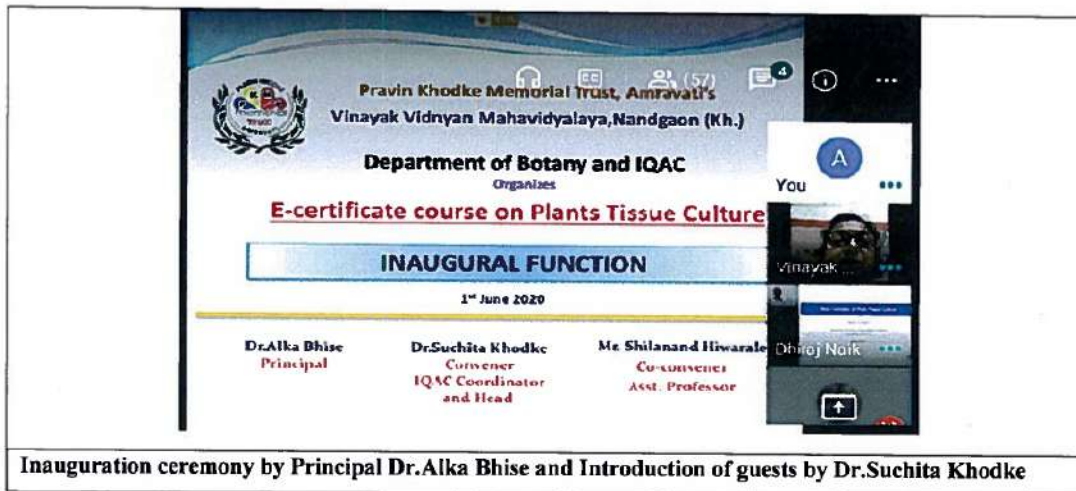 (57)
4
Pravin Khodke Memorial Trust, Amravati's
Vinayak Vidnyan Mahavidyalaya,Nandgaon (Kh.)
Department of Botany and IQAC
Organizes
E-certificate course on Plants Tissue Culture
INAUGURAL FUNCTION
1st June 2020
Dr.Alka Bhise
Principal
Dr.Suchita Khodke
Convener
IQAC Coordinator
and Head
Mr. Shilanand Hiwarale
Co-convener
Asst. Professor
A
You
Vinayak ...
Dhiraj Naik
Inauguration ceremony by Principal Dr.Alka Bhise and Introduction of guests by Dr.Suchita Khodke